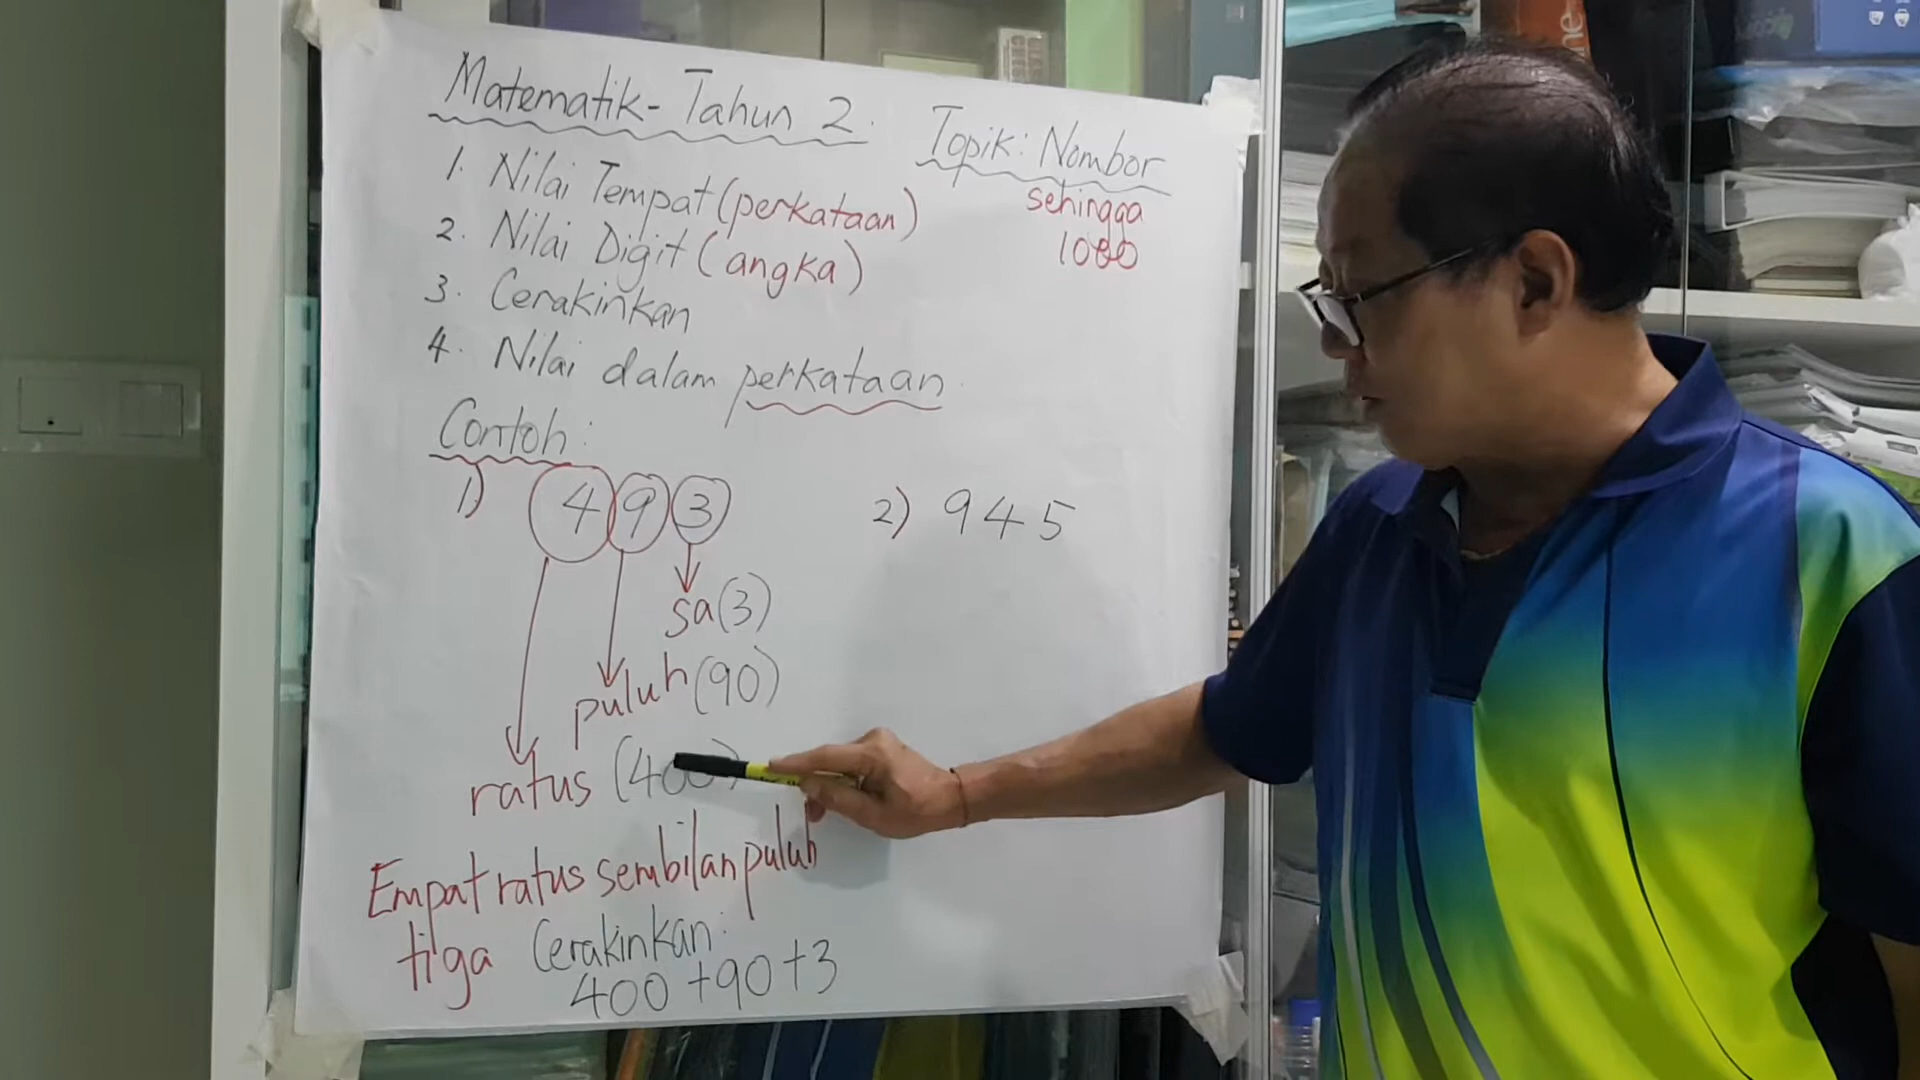 Matematik - Tahun 2.
Topik: Nombor
sehingga
1000
1. Nilai Tempat (perkataan)
2. Nilai Digit (angka)
3. Cerakinkan
4. Nilai dalam perkataan.
Contoh:
1) 4 9 3
sa (3)
puluh (90)
ratus (400)
Empat ratus sembilan puluh
tiga
Cerakinkan:
400 + 90 + 3
2) 9 4 5